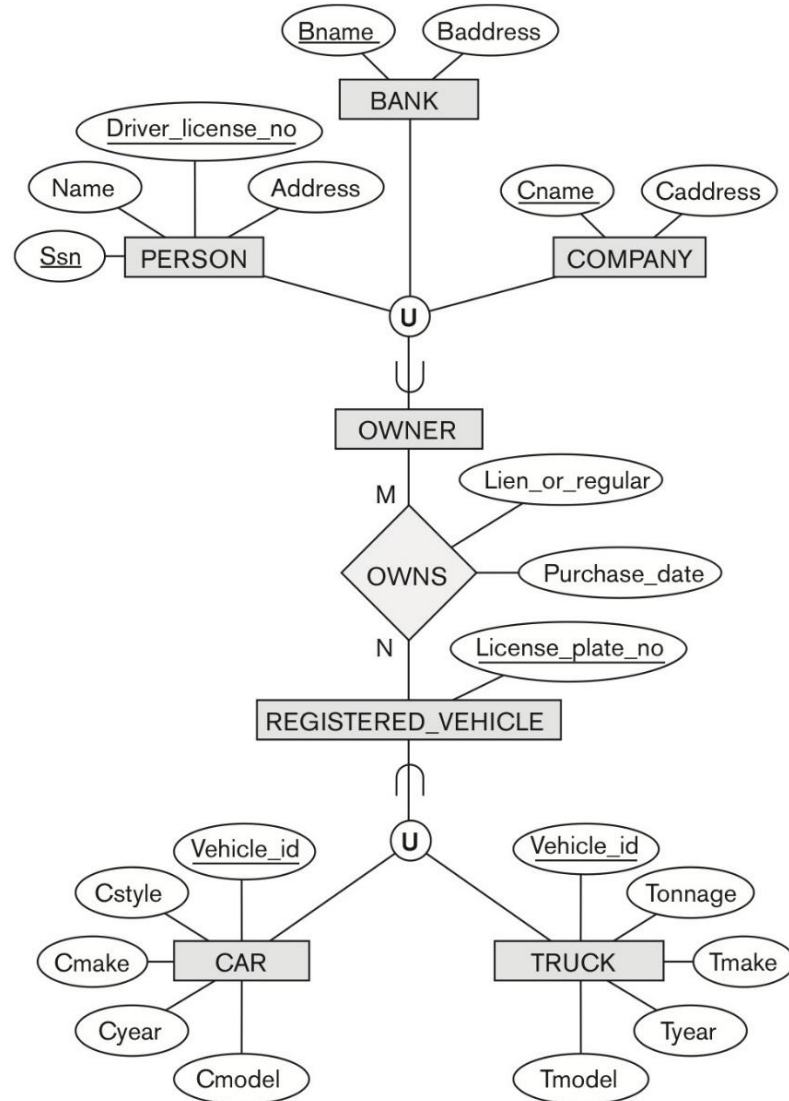 Bname Baddress
BANK
Driver_license_no
Name Address
Cname Caddress
Ssn PERSON COMPANY
U
OWNER
M
Lien_or_regular
OWNS Purchase_date
N License_plate_no
REGISTERED_VEHICLE
U
Vehicle_id Vehicle_id
Cstyle Tonnage
Cmake CAR TRUCK Tmake
Cyear Tyear
Cmodel Tmodel